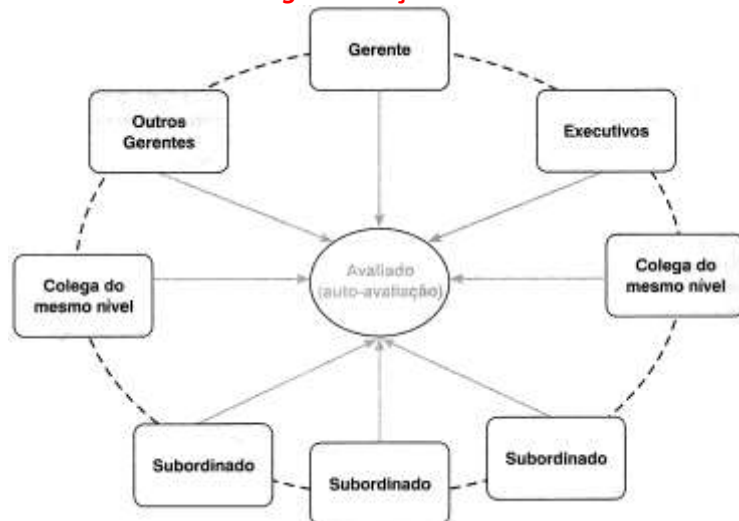 Gerente
Outros
Gerentes
Executivos
Colega do
mesmo nível
Avaliado
(auto-avaliação)
Colega do
mesmo nível
Subordinado
Subordinado
Subordinado